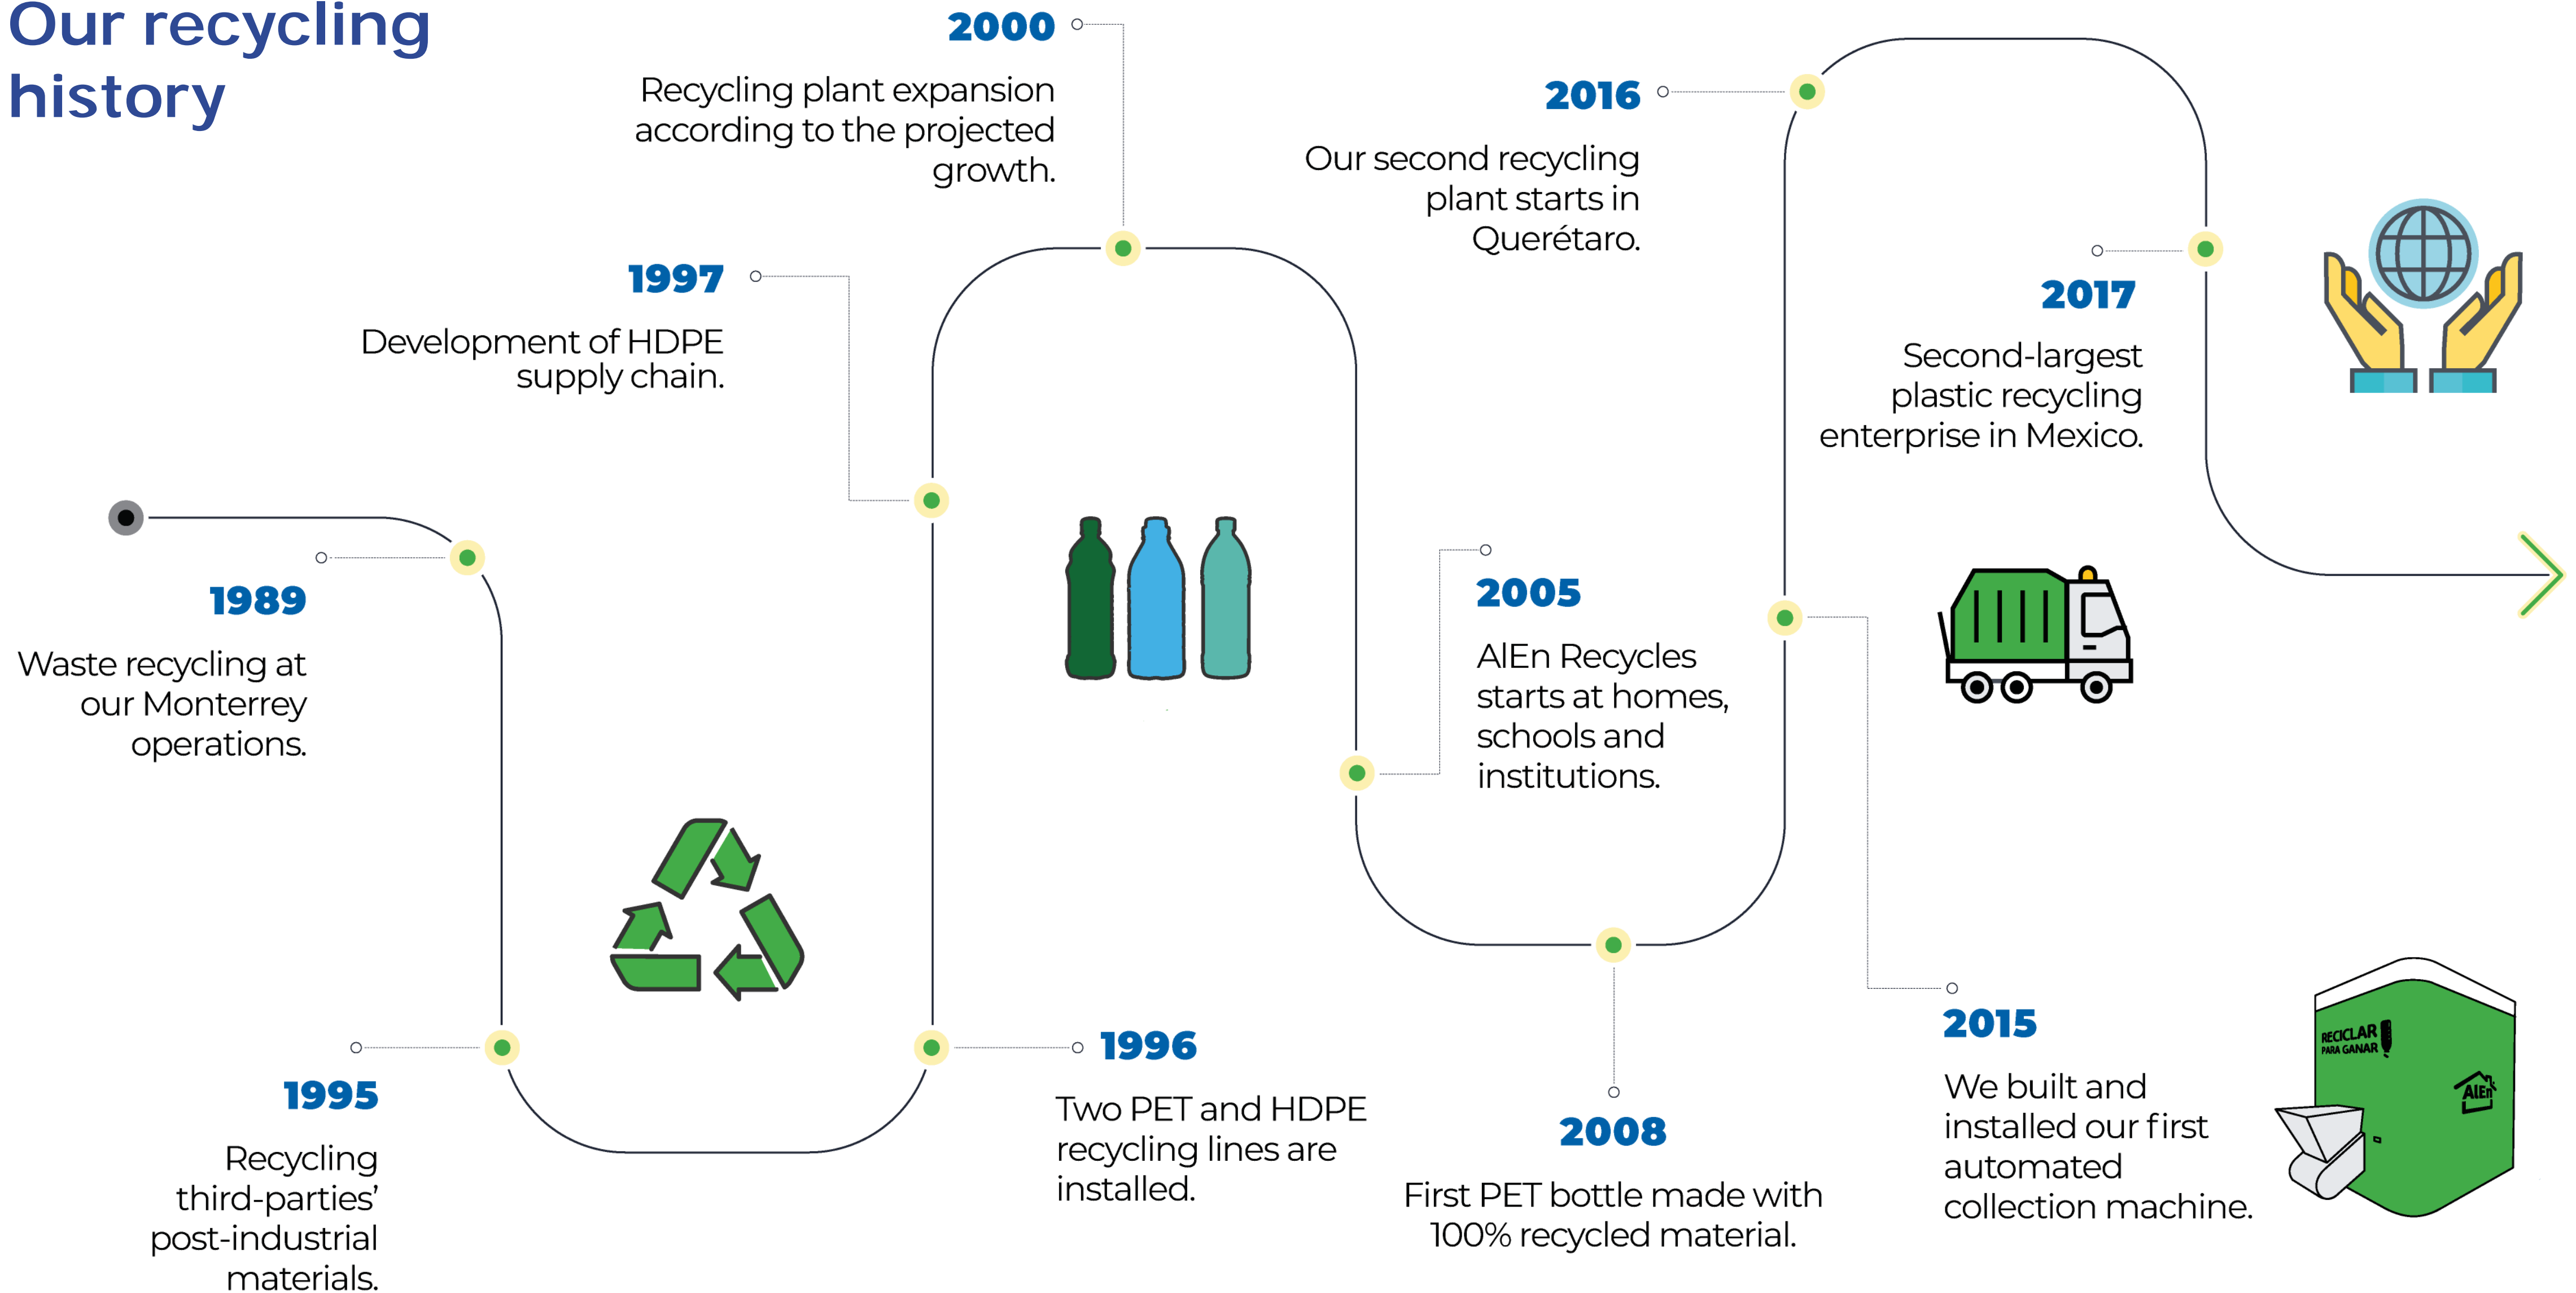 Our recycling
history
1989
Waste recycling at
our Monterrey
operations.
1995
Recycling
third-parties’
post-industrial
materials.
1996
Two PET and HDPE
recycling lines are
installed.
1997
Development of HDPE
supply chain.
2000
Recycling plant expansion
according to the projected
growth.
2005
AlEn Recycles
starts at homes,
schools and
institutions.
2008
First PET bottle made with
100% recycled material.
2015
We built and
installed our first
automated
collection machine.
RECICLAR
PARA GANAR
AlEn
2016
Our second recycling
plant starts in
Querétaro.
2017
Second-largest
plastic recycling
enterprise in Mexico.